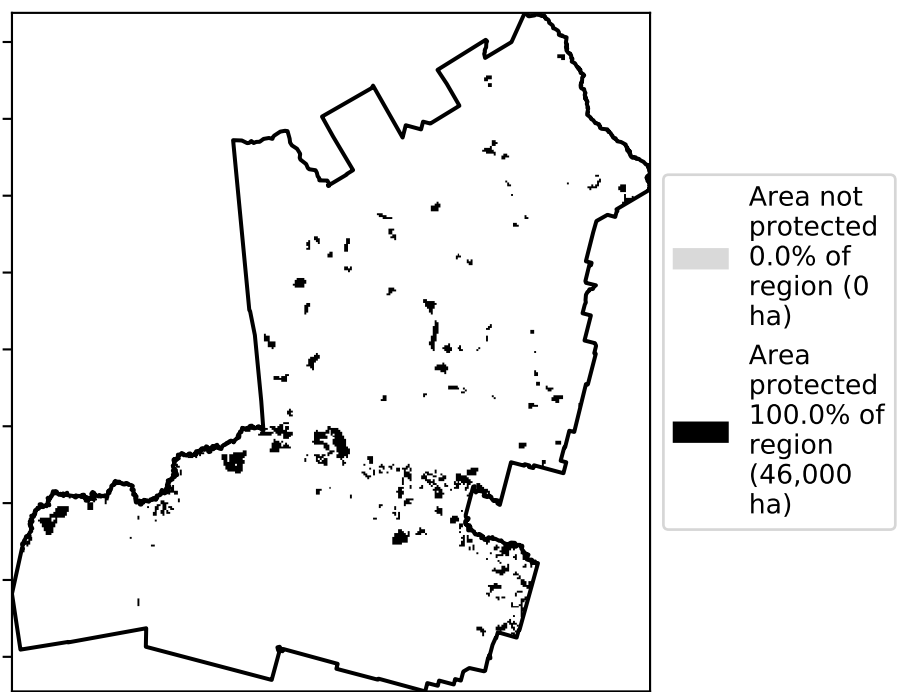 Area not
protected
0.0% of
region (0
ha)
Area
protected
100.0% of
region
(46,000
ha)